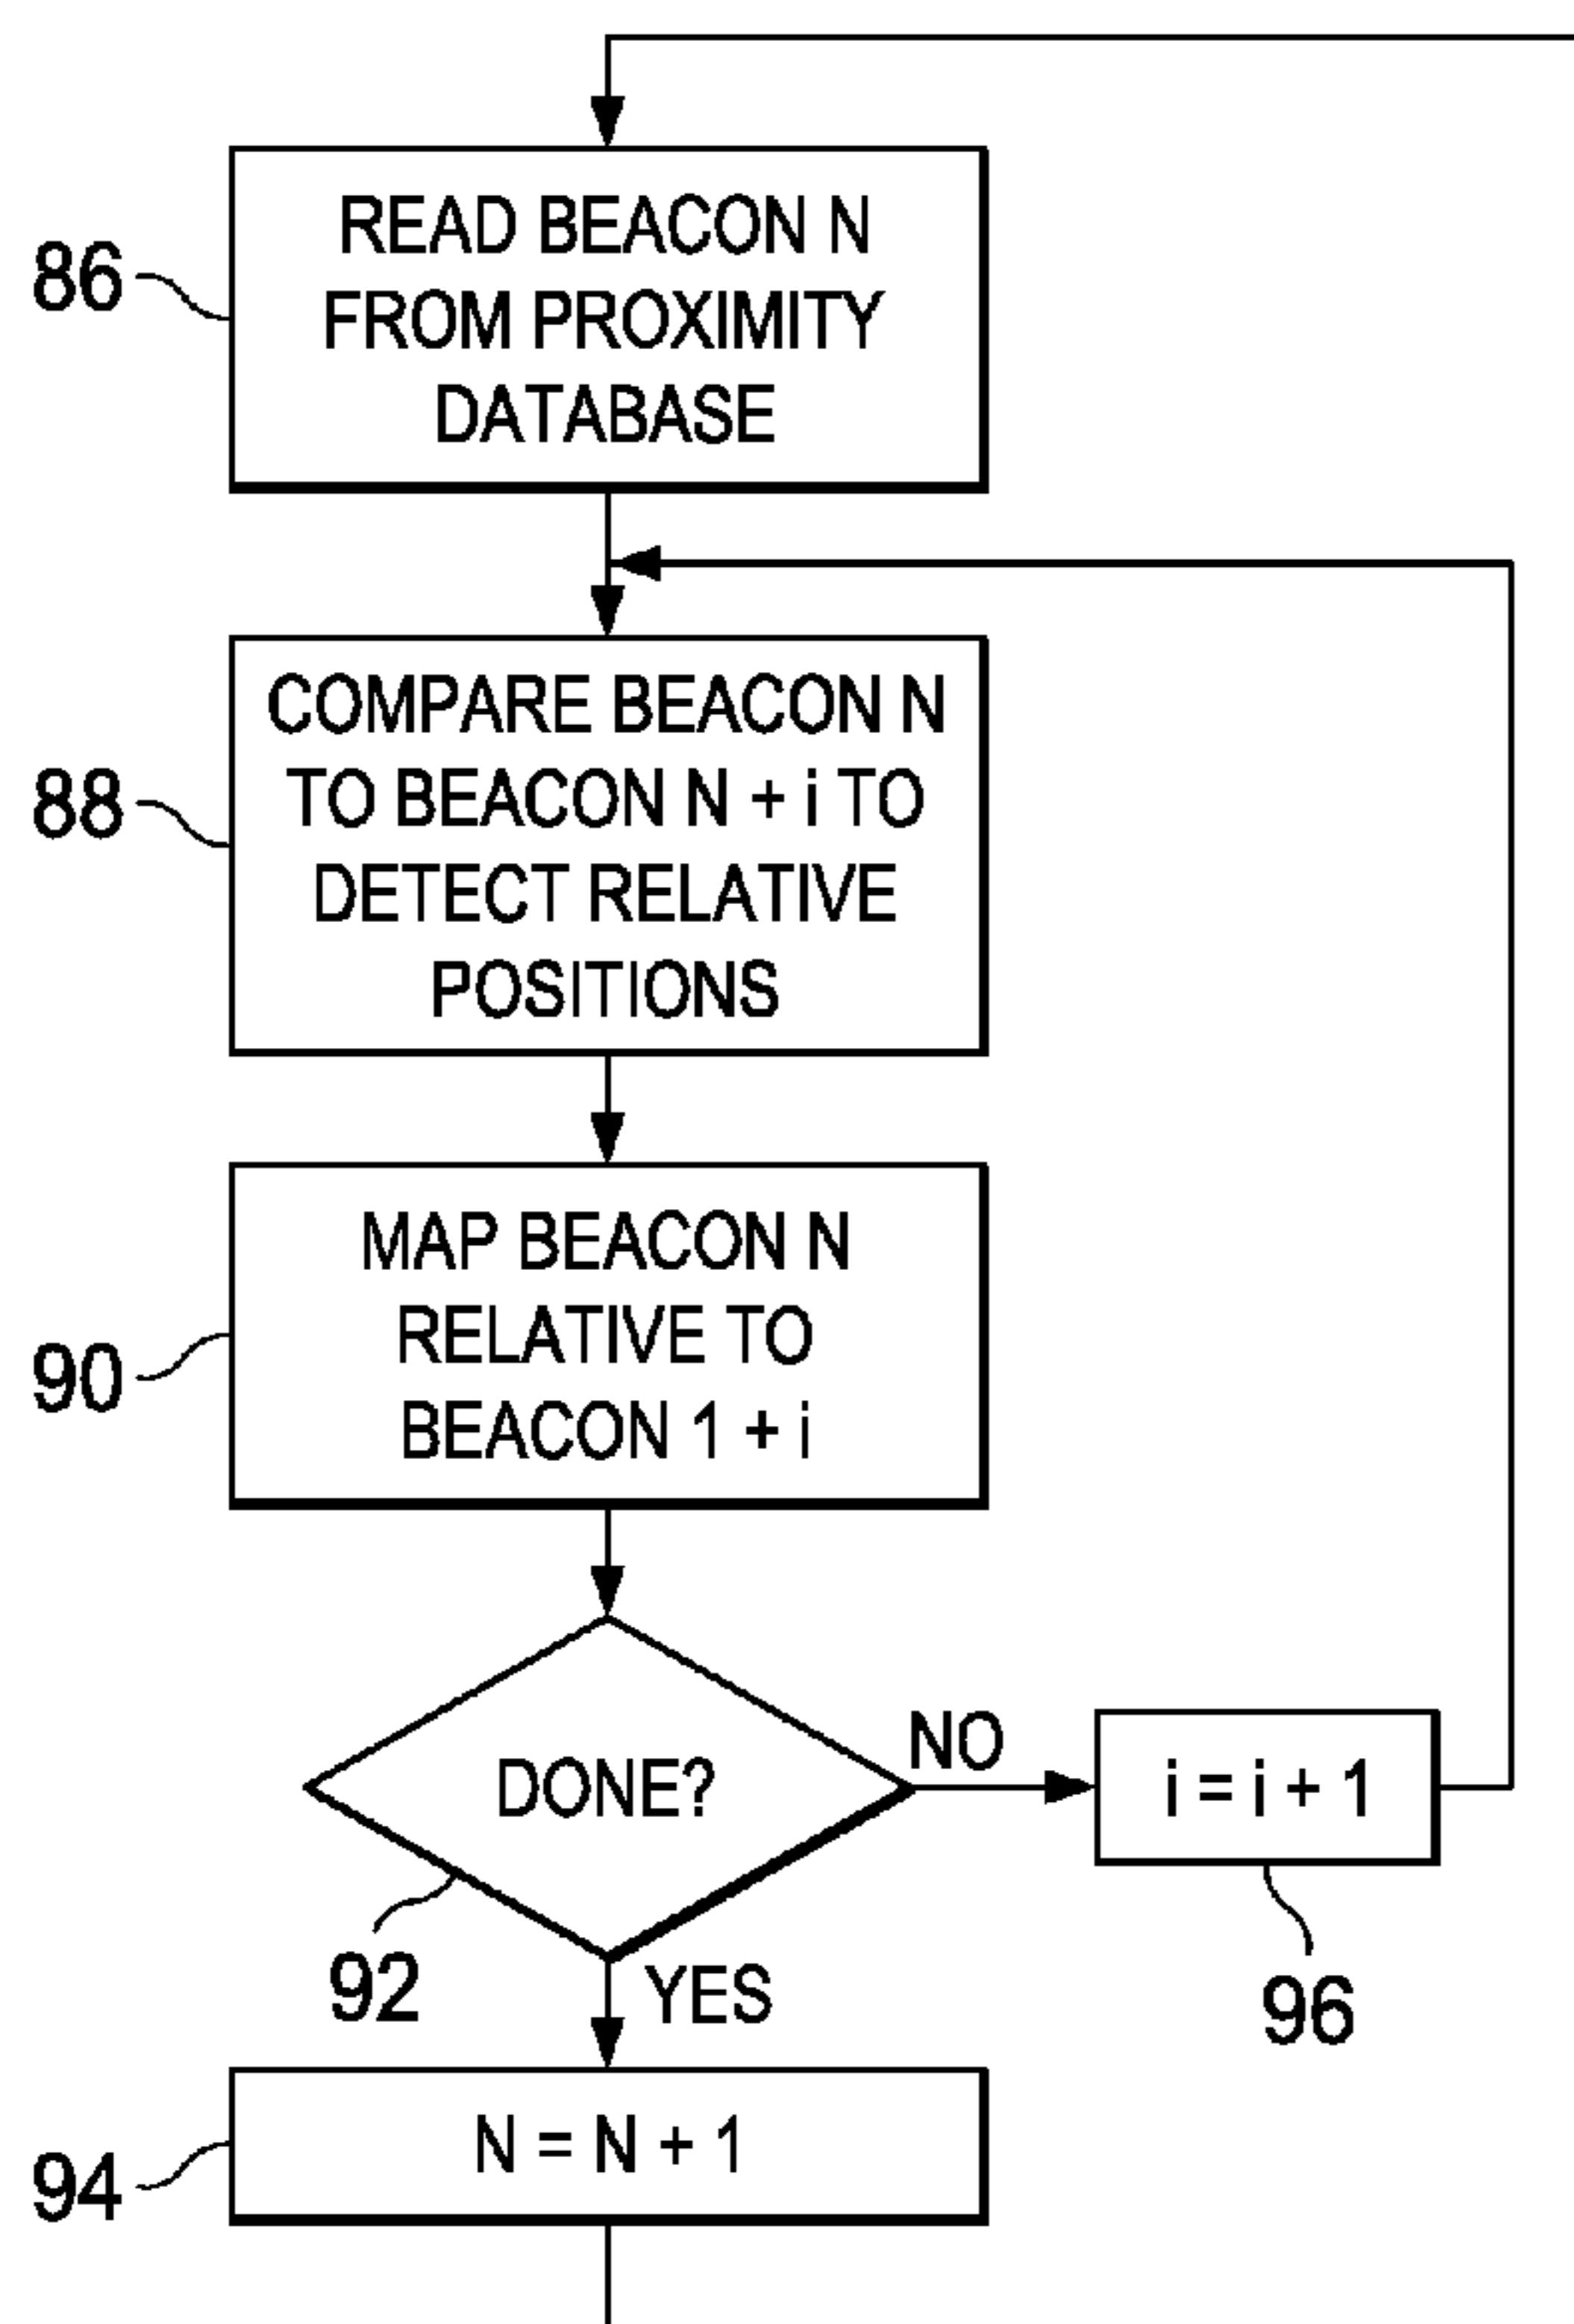 86
READ BEACON N
FROM PROXIMITY
DATABASE
88
COMPARE BEACON N
TO BEACON N + i TO
DETECT RELATIVE
POSITIONS
90
MAP BEACON N
RELATIVE TO
BEACON 1 + i
DONE?
NO
i = i + 1
92
YES
96
94
N = N + 1